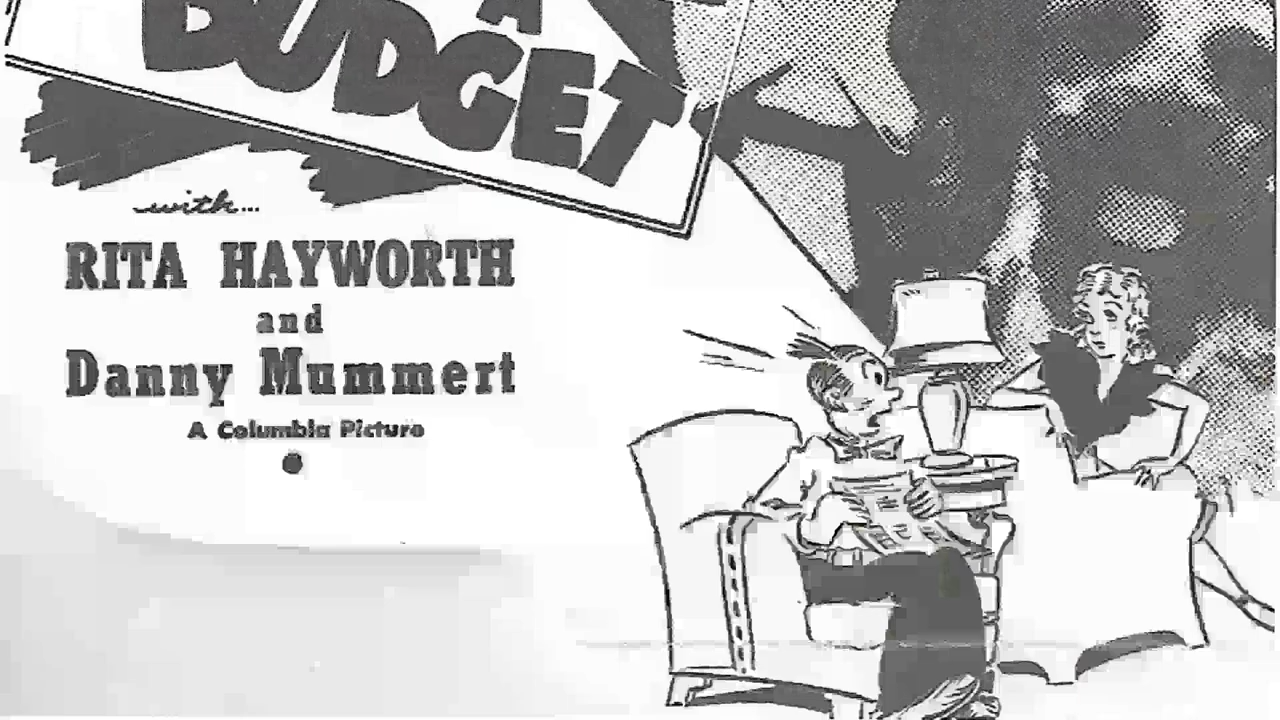 A
BUDGET
with...
RITA HAYWORTH
and
Danny Mummert
A Columbia Picture